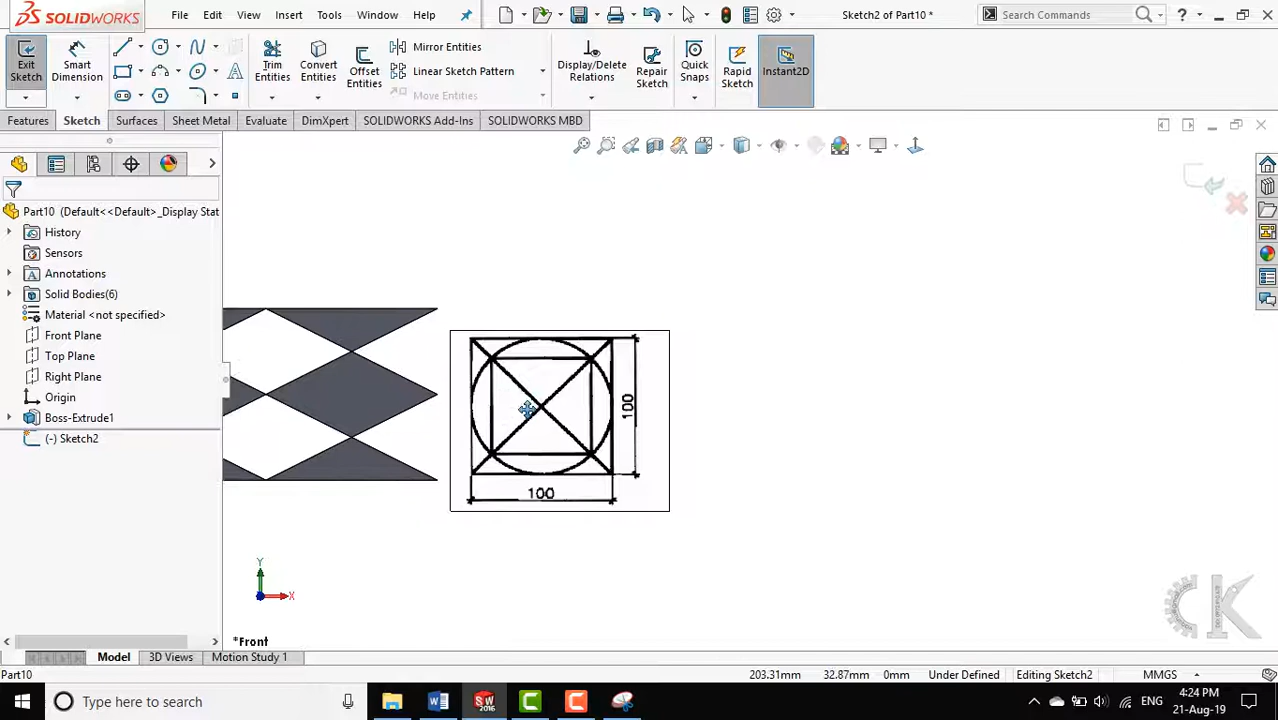 SOLIDWORKS
File
Edit
View
Insert
Tools
Window
Help
Sketch2 of Part10 *
Search Commands
Exit Sketch
Smart Dimension
Trim Entities
Convert Entities
Offset Entities
Mirror Entities
Linear Sketch Pattern
Move Entities
Display/Delete Relations
Repair Sketch
Quick Snaps
Rapid Sketch
Instant2D
Features
Sketch
Surfaces
Sheet Metal
Evaluate
DimXpert
SOLIDWORKS Add-Ins
SOLIDWORKS MBD
Part10 (Default<<Default>_Display Stat
History
Sensors
Annotations
Solid Bodies(6)
Material <not specified>
Front Plane
Top Plane
Right Plane
Origin
Boss-Extrude1
(-) Sketch2
100
100
Y
X
*Front
CK
Model
3D Views
Motion Study 1
Part10
203.31mm
32.87mm
0mm
Under Defined
Editing Sketch2
MMGS
Type here to search
SW
2016
ENG
4:24 PM
21-Aug-19